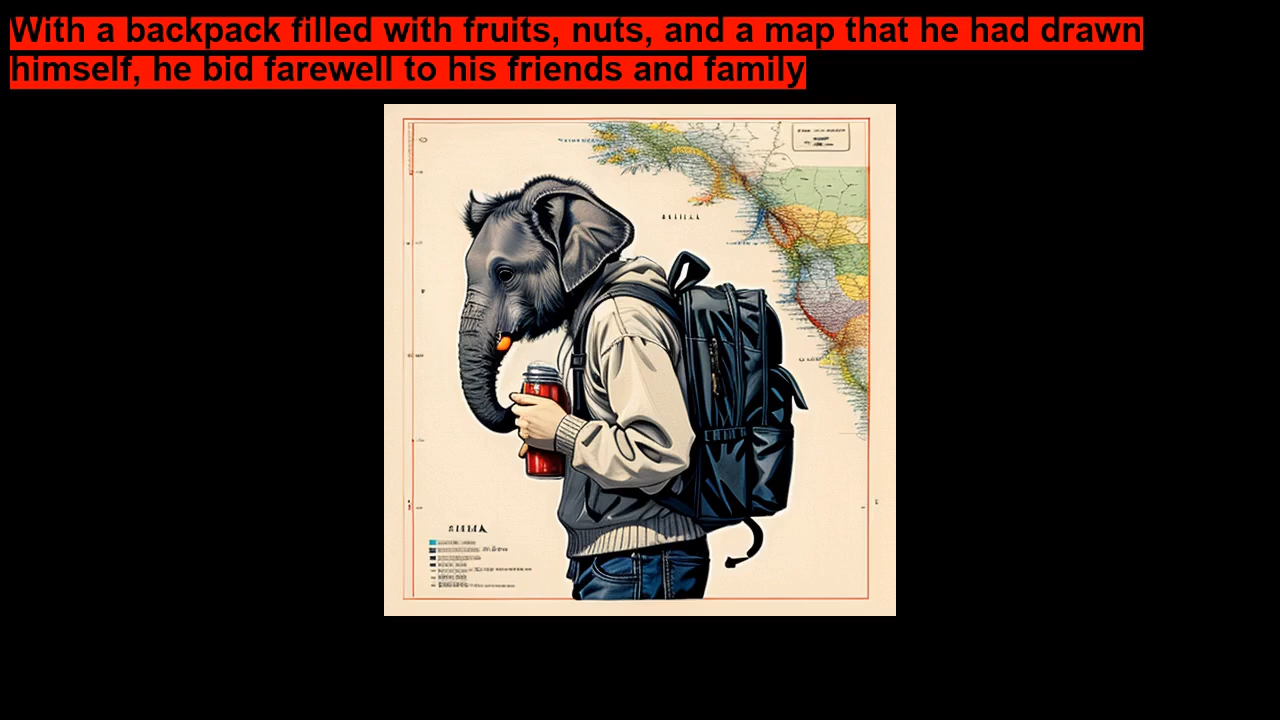 With a backpack filled with fruits, nuts, and a map that he had drawn
himself, he bid farewell to his friends and family